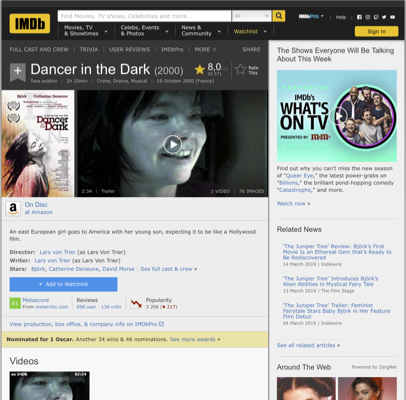 IMDb
Find Movies, TV shows, Celebrities and more...
All
IMDbPro
Help
Movies, TV
& Showtimes
Celebs, Events
& Photos
News &
Community
Watchlist
Sign in
FULL CAST AND CREW | TRIVIA | USER REVIEWS | IMDbPro | MORE
SHARE
Dancer in the Dark (2000)
8,0
Rate
This
Tous publics | 2h 20min | Crime, Drama, Musical | 18 October 2000 (France)
Björk Catherine Deneuve
Dancer
Dark
2:34 | Trailer
1 VIDEO | 76 IMAGES
On Disc
at Amazon
An east European girl goes to America with her young son, expecting it to be like a Hollywood
film.
Director: Lars von Trier (as Lars Von Trier)
Writer: Lars von Trier (as Lars Von Trier)
Stars: Björk, Catherine Deneuve, David Morse | See full cast & crew »
+ Add to Watchlist
61
Metascore
From metacritic.com
Reviews
698 user | 130 critic
Popularity
3 206 (217)
View production, box office, & company info on IMDbPro
Nominated for 1 Oscar. Another 34 wins & 46 nominations. See more awards »
Videos
The Shows Everyone Will Be Talking
About This Week
IMDb's
WHAT'S
ON TV
PRESENTED BY m&m's
Find out why you can't miss the new season
of "Queer Eye," the latest power-grabs on
"Billions," the brilliant pond-hopping comedy
"Catastrophe," and more.
Watch now »
Related News
'The Juniper Tree' Review: Björk's First
Movie Is an Ethereal Gem that's Ready to
Be Rediscovered
14 March 2019 | Indiewire
'The Juniper Tree' Introduces Björk's
Alien Abilities in Mystical Fairy Tale
13 March 2019 | The Film Stage
'The Juniper Tree' Trailer: Feminist
Fairytale Stars Baby Björk in Her Feature
Film Debut
04 March 2019 | Indiewire
See all related articles »
Around The Web
Powered by ZergNet